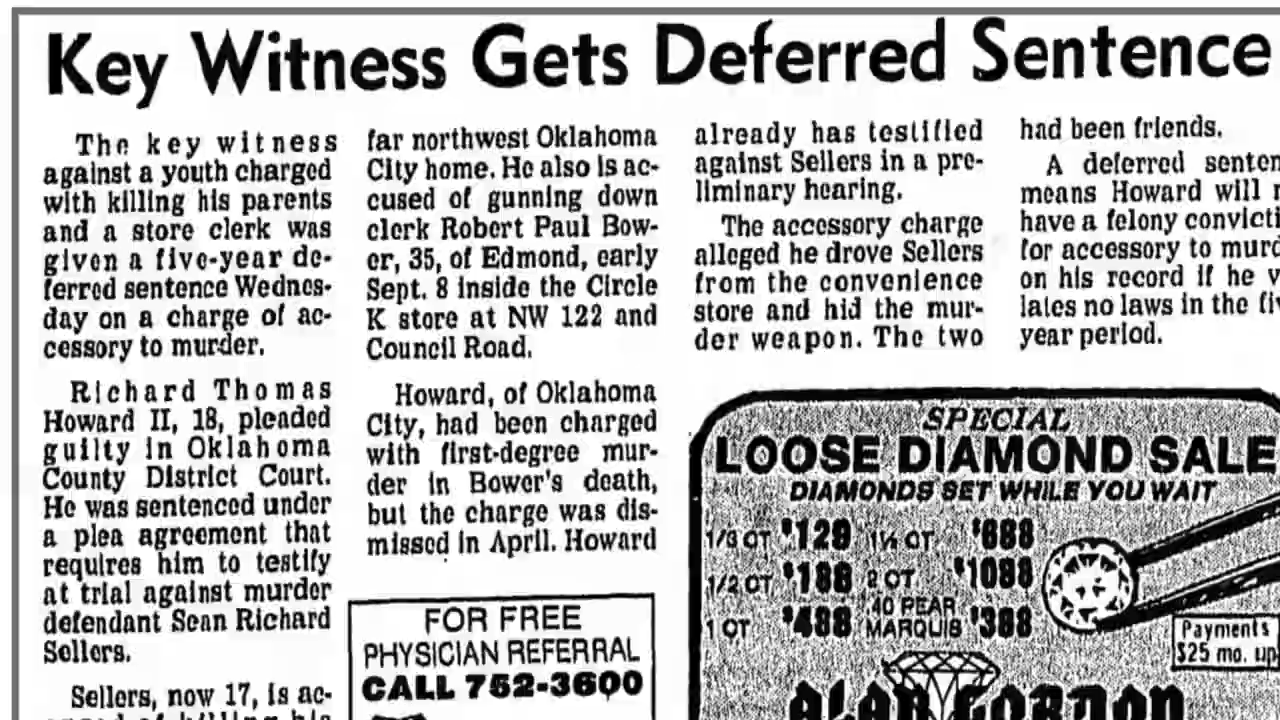 Key Witness Gets Deferred Sentence
The key witness
against a youth charged
with killing his parents
and a store clerk was
given a five-year de-
ferred sentence Wednes-
day on a charge of ac-
cessory to murder.
Richard Thomas
Howard II, 18, pleaded
guilty in Oklahoma
County District Court.
He was sentenced under
a plea agreement that
requires him to testify
at trial against murder
defendant Sean Richard
Sellers.
Sellers, now 17, is ac-
killing his
far northwest Oklahoma
City home. He also is ac-
cused of gunning down
clerk Robert Paul Bow-
er, 35, of Edmond, early
Sept. 8 inside the Circle
K store at NW 122 and
Council Road.
Howard, of Oklahoma
City, had been charged
with first-degree mur-
der in Bower's death,
but the charge was dis-
missed in April. Howard
already has testified
against Sellers in a pre-
liminary hearing.
The accessory charge
alleged he drove Sellers
from the convenience
store and hid the mur-
der weapon. The two
had been friends.
A deferred senten
means Howard will
have a felony convicti
for accessory to murd
on his record if he v
lates no laws in the fi
year period.
FOR FREE
PHYSICIAN REFERRAL
CALL 752-3600
SPECIAL
LOOSE DIAMOND SALE
DIAMONDS SET WHILE YOU WAIT
1/3 CT $129 1½ CT $688
1/2 CT $188 2 CT $1088
1 CT $488 .40 PEAR MARQUIS $388
Payments
$25 mo. up
ALAN GORDON